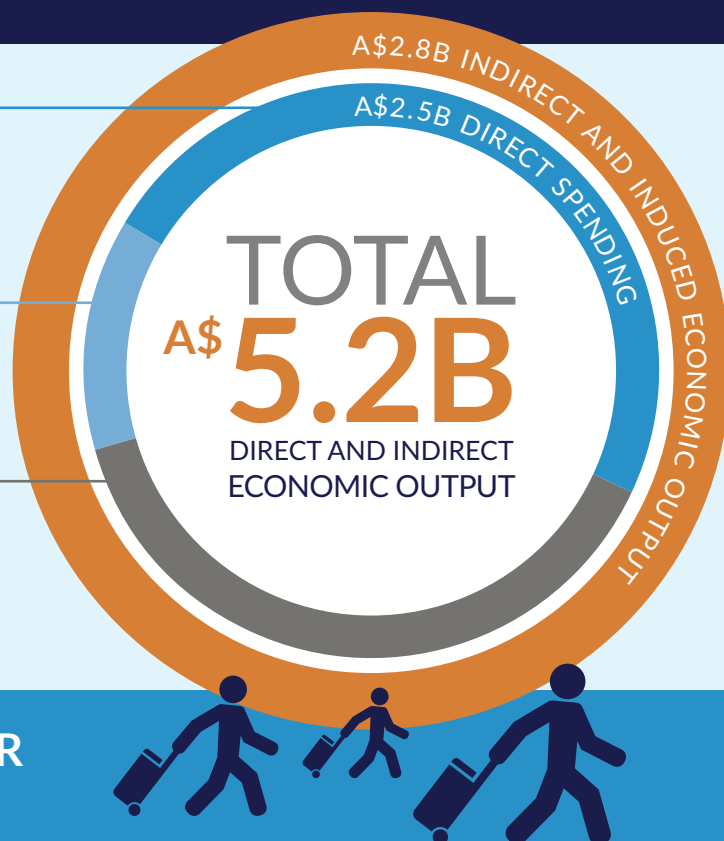 A$2.8B INDIRECT AND INDUCED ECONOMIC OUTPUT
A$2.5B DIRECT SPENDING
TOTAL
A$5.2B
DIRECT AND INDIRECT
ECONOMIC OUTPUT
R